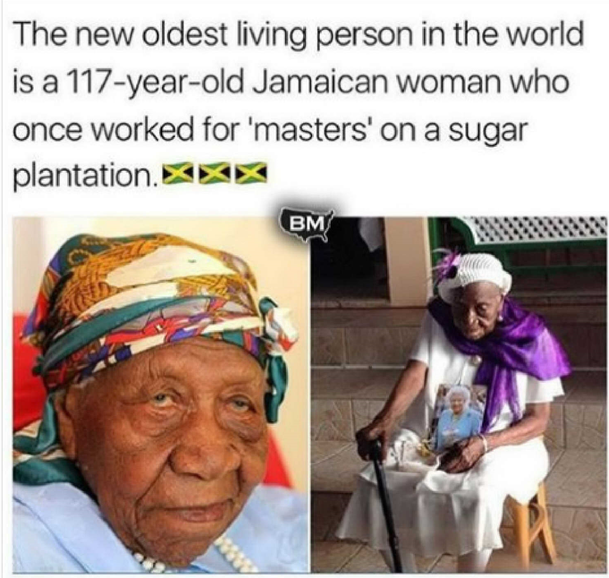 The new oldest living person in the world
is a 117-year-old Jamaican woman who
once worked for 'masters' on a sugar
plantation.🇯🇲🇯🇲🇯🇲
BM